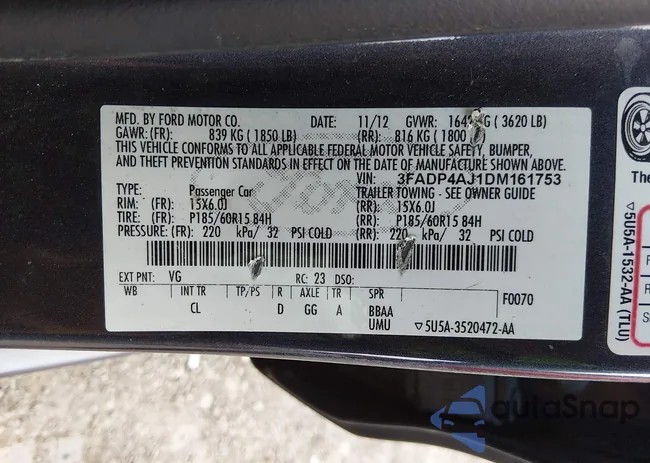 MFD. BY FORD MOTOR CO. DATE: 11/12 GVWR: 164 KG ( 3620 LB)
GAWR: (FR): 839 KG ( 1850 LB) (RR): 816 KG ( 1800
THIS VEHICLE CONFORMS TO ALL APPLICABLE FEDERAL MOTOR VEHICLE SAFETY, BUMPER,
AND THEFT PREVENTION STANDARDS IN EFFECT ON THE DATE OF MANUFACTURE SHOWN ABOVE.
VIN: 3FADP4AJ1DM161753
TYPE: Passenger Car TRAILER TOWING - SEE OWNER GUIDE
RIM: (FR): 15X6.0J (RR): 15X6.0J
TIRE: (FR): P185/60R15 84H (RR): P185/60R15 84H
PRESSURE: (FR): 220 kPa/ 32 PSI COLD (RR): 220 kPa/ 32 PSI COLD
EXT PNT: VG RC: 23 DSO:
WB INT TR TP/PS R AXLE TR SPR F0070
CL D GG A BBAA
UMU ▽5U5A-3520472-AA
The
▽5U5A-1532-AA (TLU)
F
R
S
autoSnap